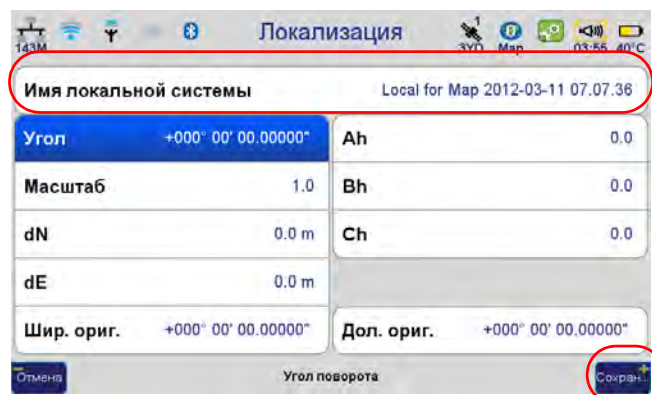 Локализация
143M
1
3YD
Map
03:55
40°C
Имя локальной системы Local for Map 2012-03-11 07.07.36
Угол +000° 00' 00.00000" Ah 0.0
Масштаб 1.0 Bh 0.0
dN 0.0 m Ch 0.0
dE 0.0 m
Шир. ориг. +000° 00' 00.00000" Дол. ориг. +000° 00' 00.00000"
Отмена Угол поворота Сохран...